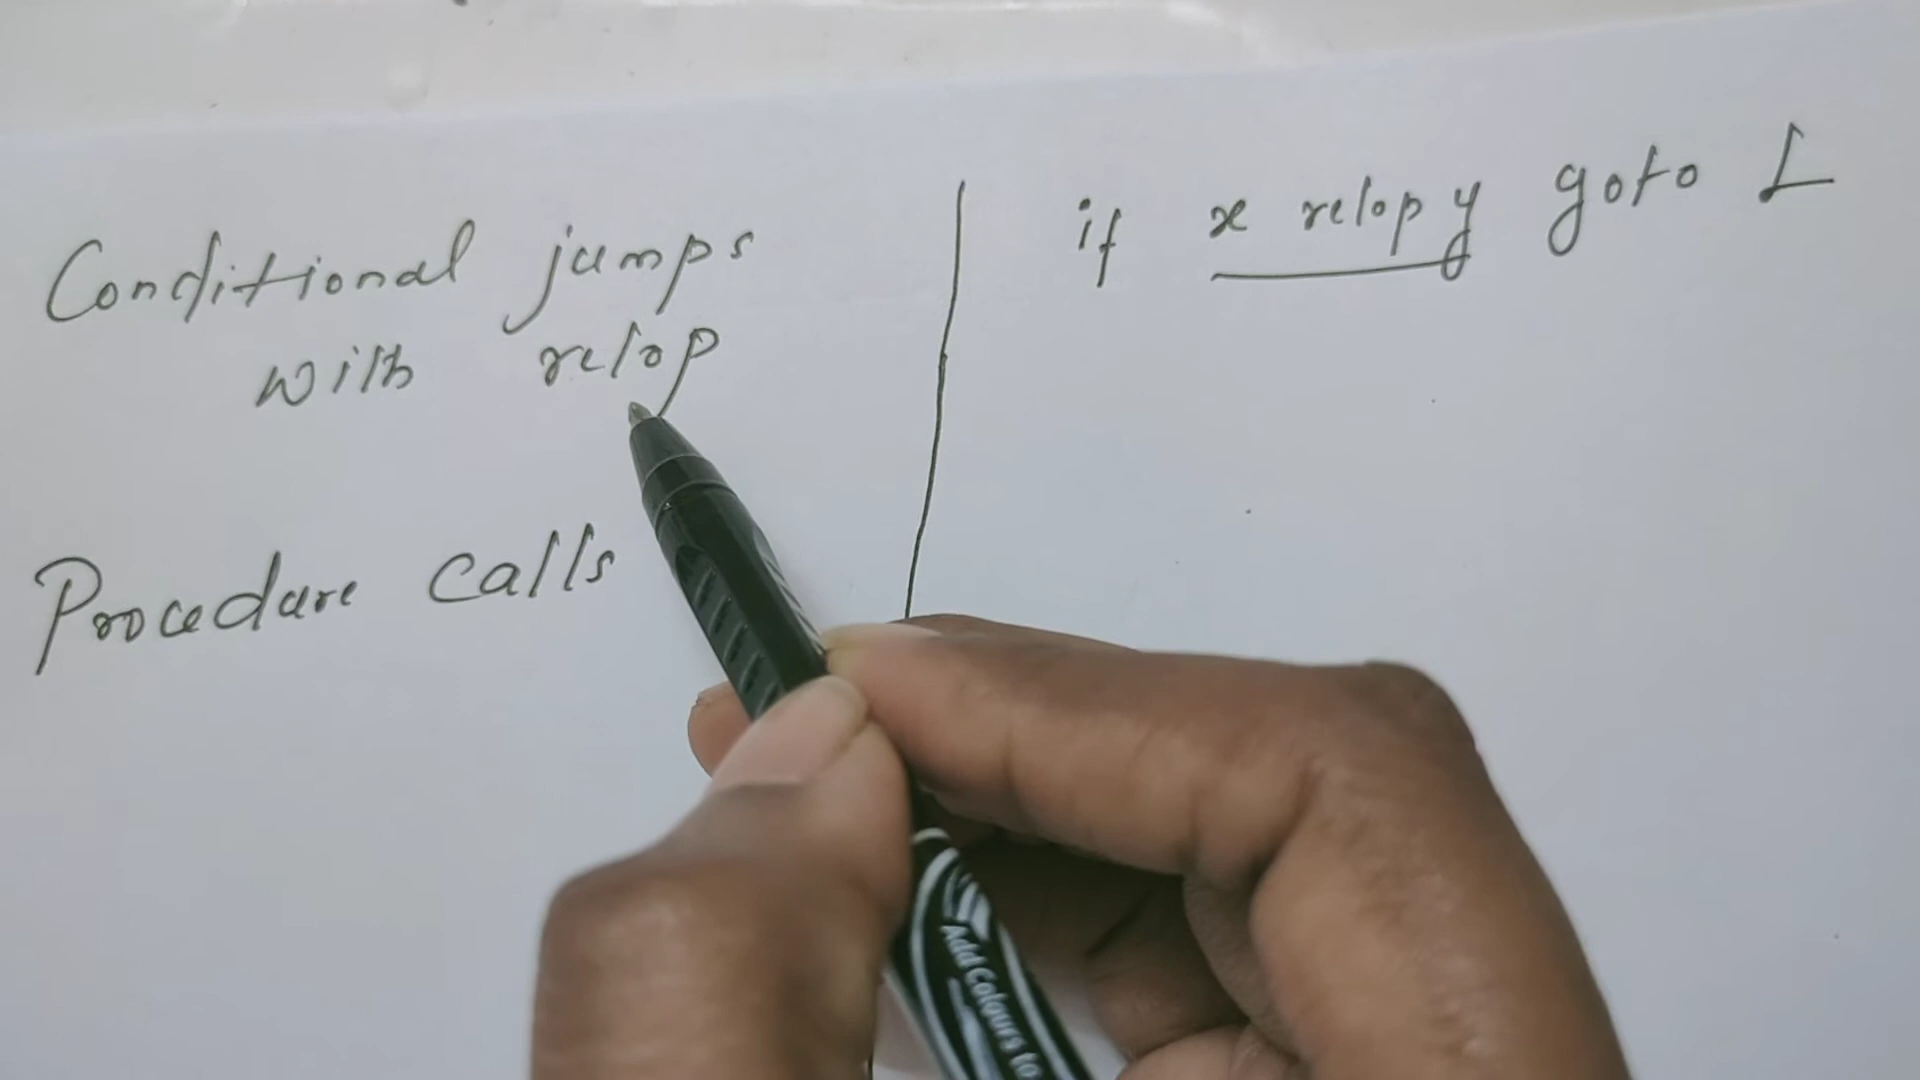 Conditional jumps
with relop
if x relop y goto L
Procedure calls
Add Colours to